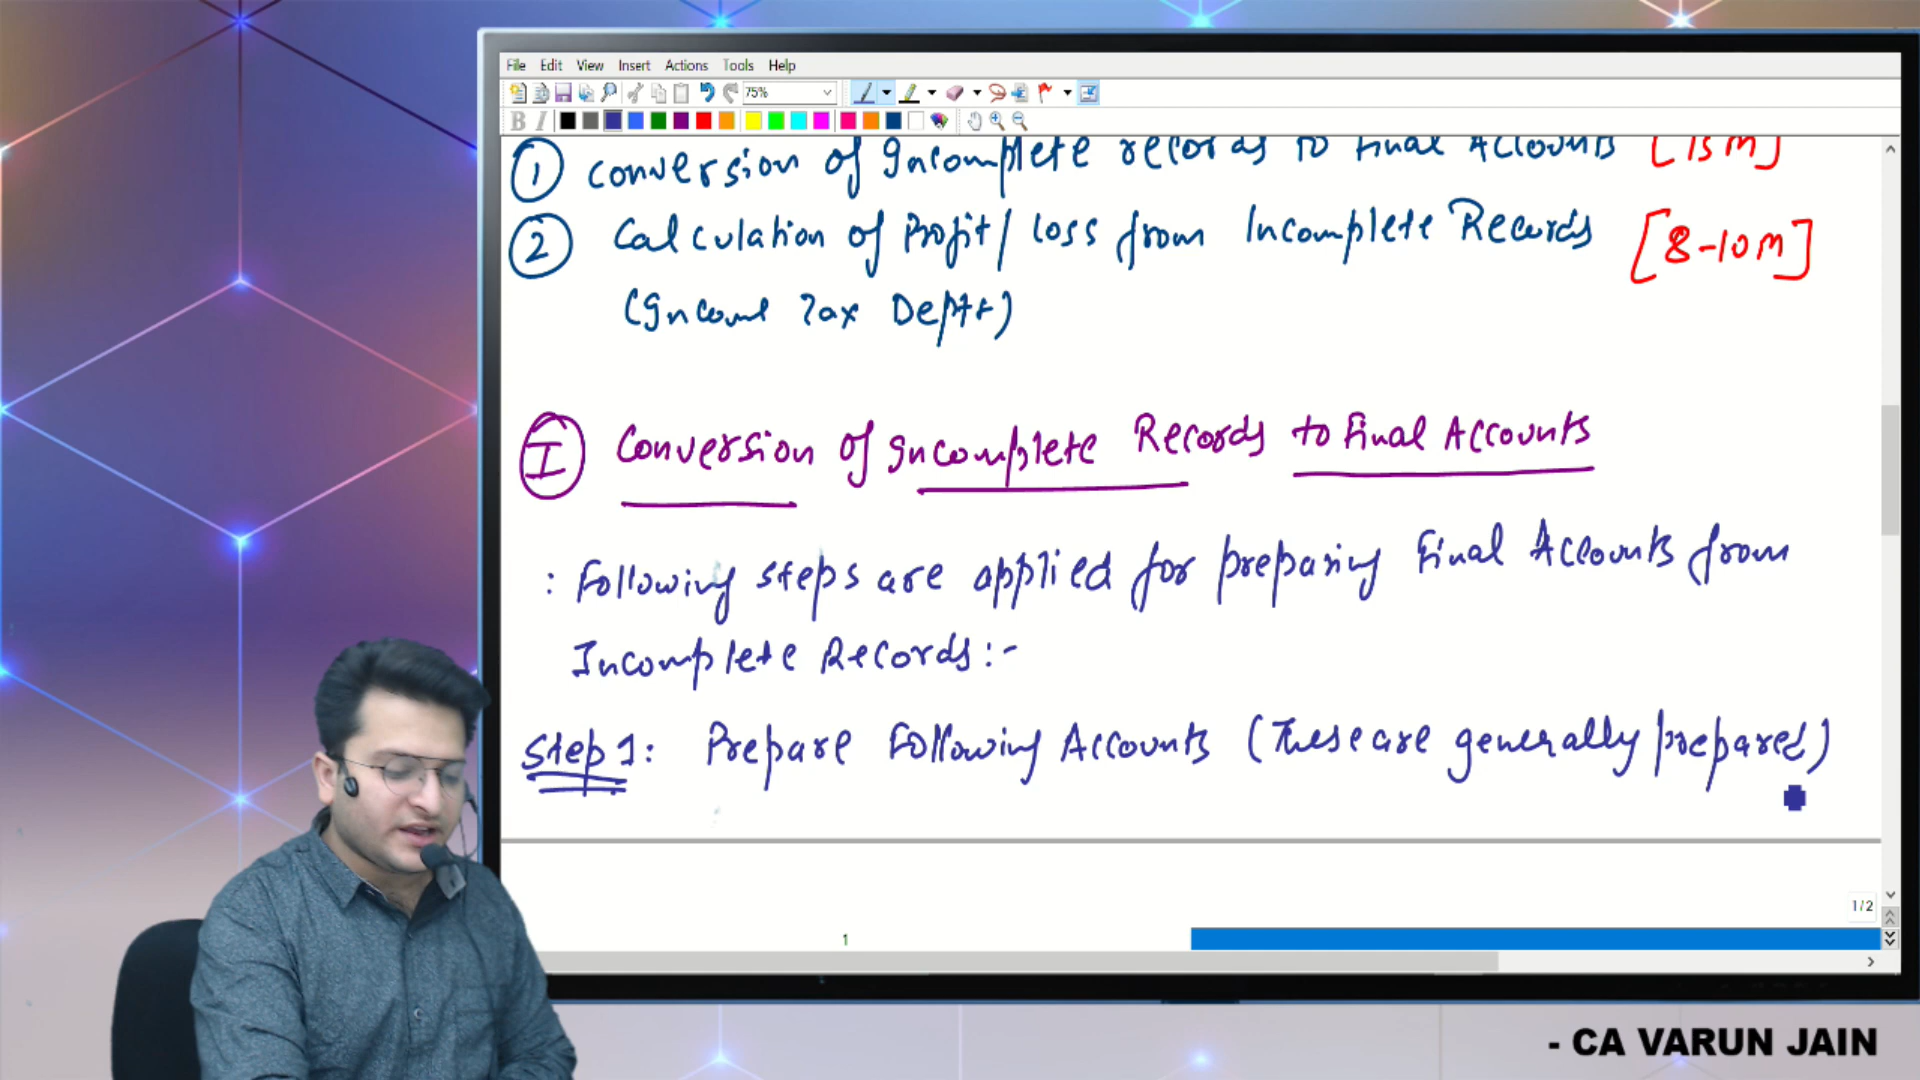 File Edit View Insert Actions Tools Help
75%
B I
① Conversion of Incomplete records to Final Accounts [15M]
② Calculation of Profit/Loss from Incomplete Records [8-10M]
(Income Tax Deptt)
Ⓘ Conversion of Incomplete Records to Final Accounts
: Following steps are applied for preparing Final Accounts from
Incomplete Records:-
Step 1: Prepare Following Accounts (These are generally prepared)
1/2
1
- CA VARUN JAIN